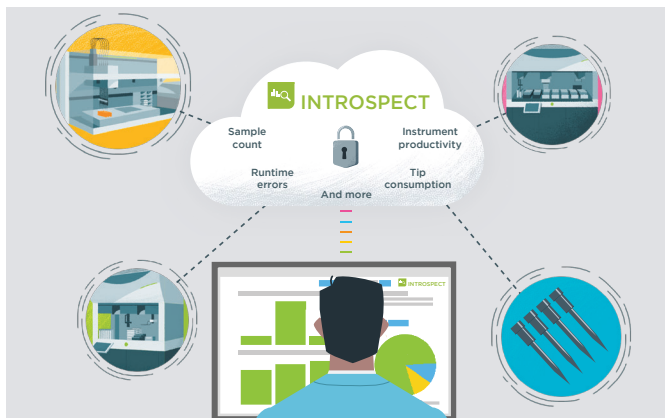 INTROSPECT
Sample
count
Instrument
productivity
Runtime
errors
Tip
consumption
And more
INTROSPECT